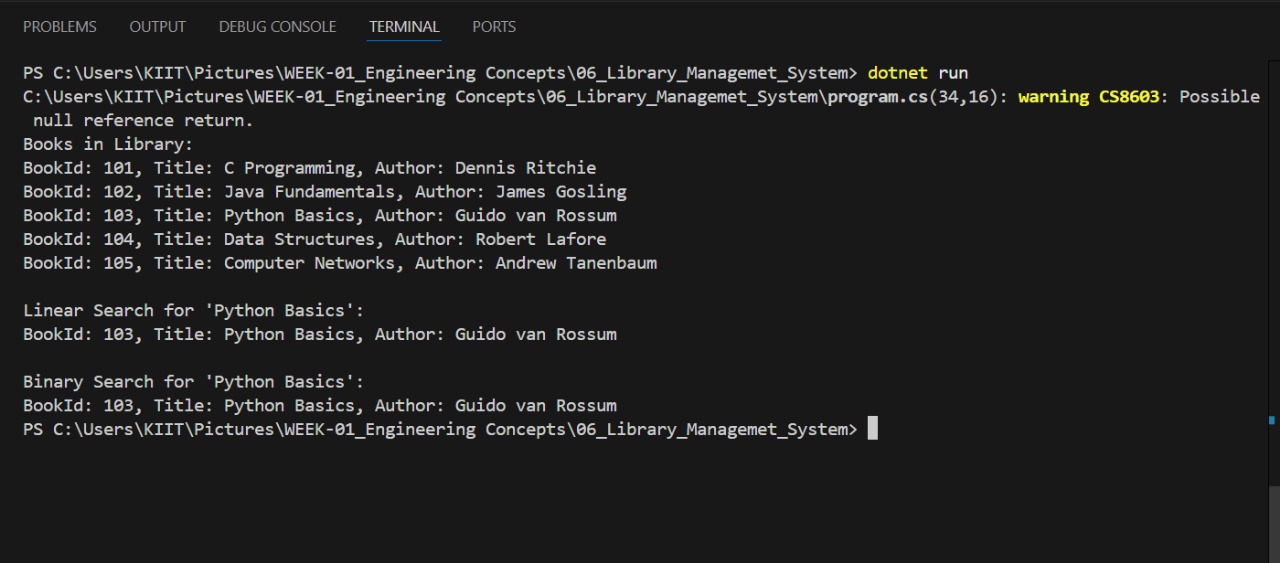 PROBLEMS OUTPUT DEBUG CONSOLE TERMINAL PORTS
PS C:\Users\KIIT\Pictures\WEEK-01_Engineering Concepts\06_Library_Managemet_System> dotnet run
C:\Users\KIIT\Pictures\WEEK-01_Engineering Concepts\06_Library_Managemet_System\program.cs(34,16): warning CS8603: Possible
null reference return.
Books in Library:
BookId: 101, Title: C Programming, Author: Dennis Ritchie
BookId: 102, Title: Java Fundamentals, Author: James Gosling
BookId: 103, Title: Python Basics, Author: Guido van Rossum
BookId: 104, Title: Data Structures, Author: Robert Lafore
BookId: 105, Title: Computer Networks, Author: Andrew Tanenbaum
Linear Search for 'Python Basics':
BookId: 103, Title: Python Basics, Author: Guido van Rossum
Binary Search for 'Python Basics':
BookId: 103, Title: Python Basics, Author: Guido van Rossum
PS C:\Users\KIIT\Pictures\WEEK-01_Engineering Concepts\06_Library_Managemet_System>